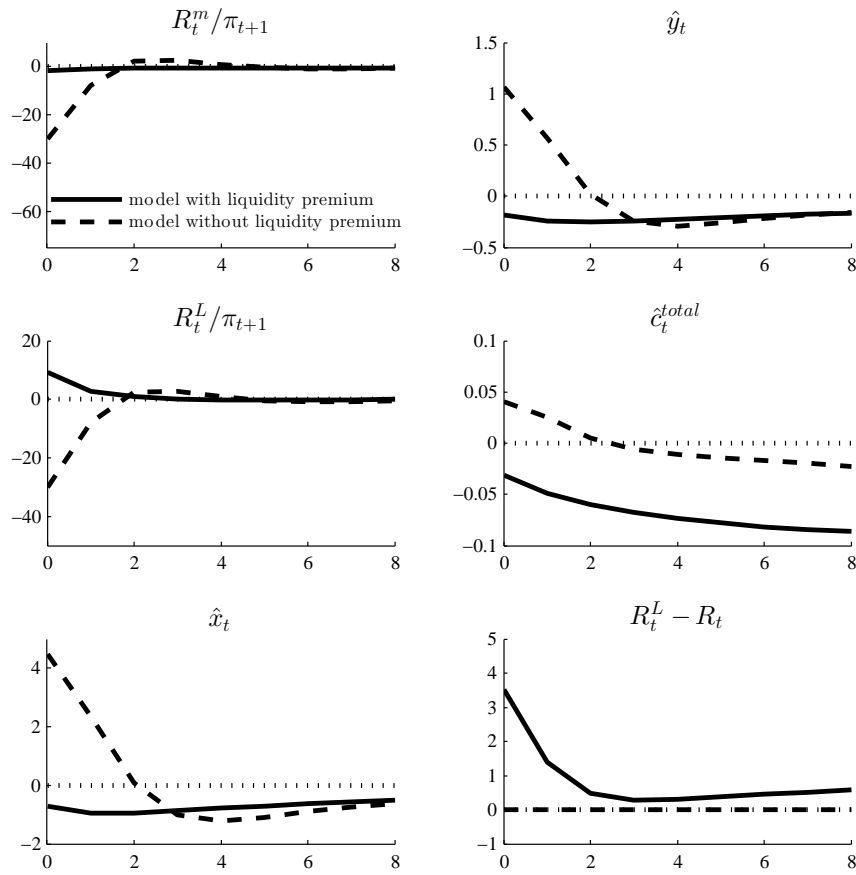 R_t^m/π_{t+1}
0
−20
−40
−60
model with liquidity premium
model without liquidity premium
0 2 4 6 8
ŷ_t
1.5
1
0.5
0
−0.5
0 2 4 6 8
R_t^L/π_{t+1}
20
0
−20
−40
0 2 4 6 8
ĉ_t^{total}
0.1
0.05
0
−0.05
−0.1
0 2 4 6 8
x̂_t
4
2
0
−2
0 2 4 6 8
R_t^L − R_t
5
4
3
2
1
0
−1
0 2 4 6 8